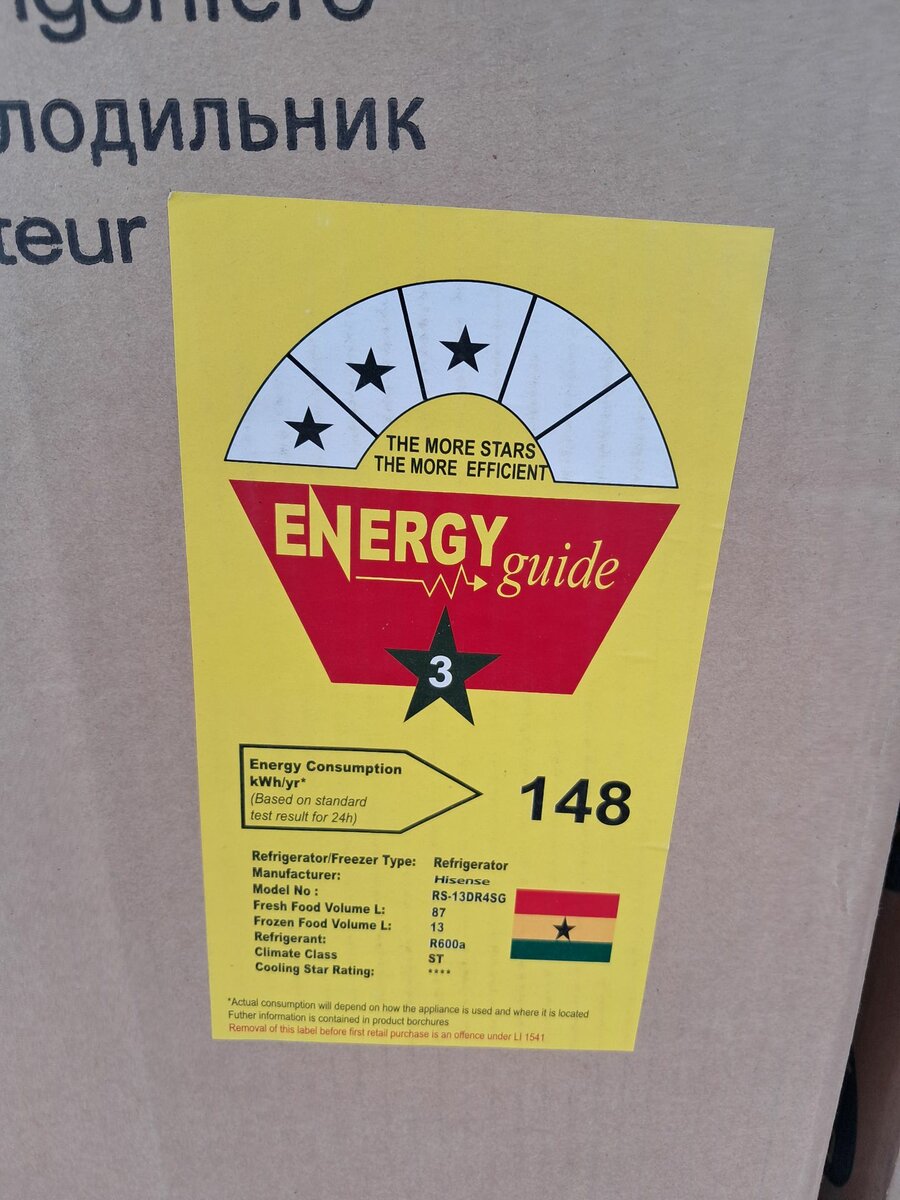 лодильник
teur
THE MORE STARS
THE MORE EFFICIENT
ENERGY guide
3
Energy Consumption
kWh/yr*
(Based on standard
test result for 24h)
148
Refrigerator/Freezer Type: Refrigerator
Manufacturer: Hisense
Model No : RS-13DR4SG
Fresh Food Volume L: 87
Frozen Food Volume L: 13
Refrigerant: R600a
Climate Class ST
Cooling Star Rating: ****
*Actual consumption will depend on how the appliance is used and where it is located
Futher information is contained in product borchures
Removal of this label before first retail purchase is an offence under LI 1541